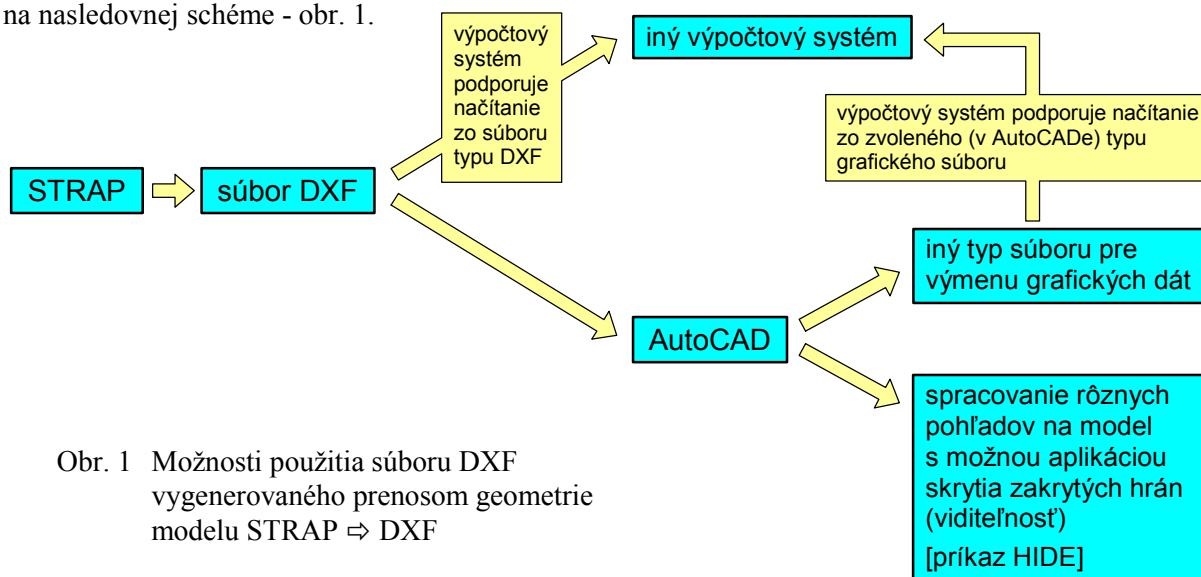 na nasledovnej schéme - obr. 1.
výpočtový
systém
podporuje
načítanie
zo súboru
typu DXF
iný výpočtový systém
výpočtový systém podporuje načítanie
zo zvoleného (v AutoCADe) typu
grafického súboru
STRAP
súbor DXF
iný typ súboru pre
výmenu grafických dát
AutoCAD
spracovanie rôznych
pohľadov na model
s možnou aplikáciou
skrytia zakrytých hrán
(viditeľnosť)
[príkaz HIDE]
Obr. 1 Možnosti použitia súboru DXF
vygenerovaného prenosom geometrie
modelu STRAP ⇨ DXF